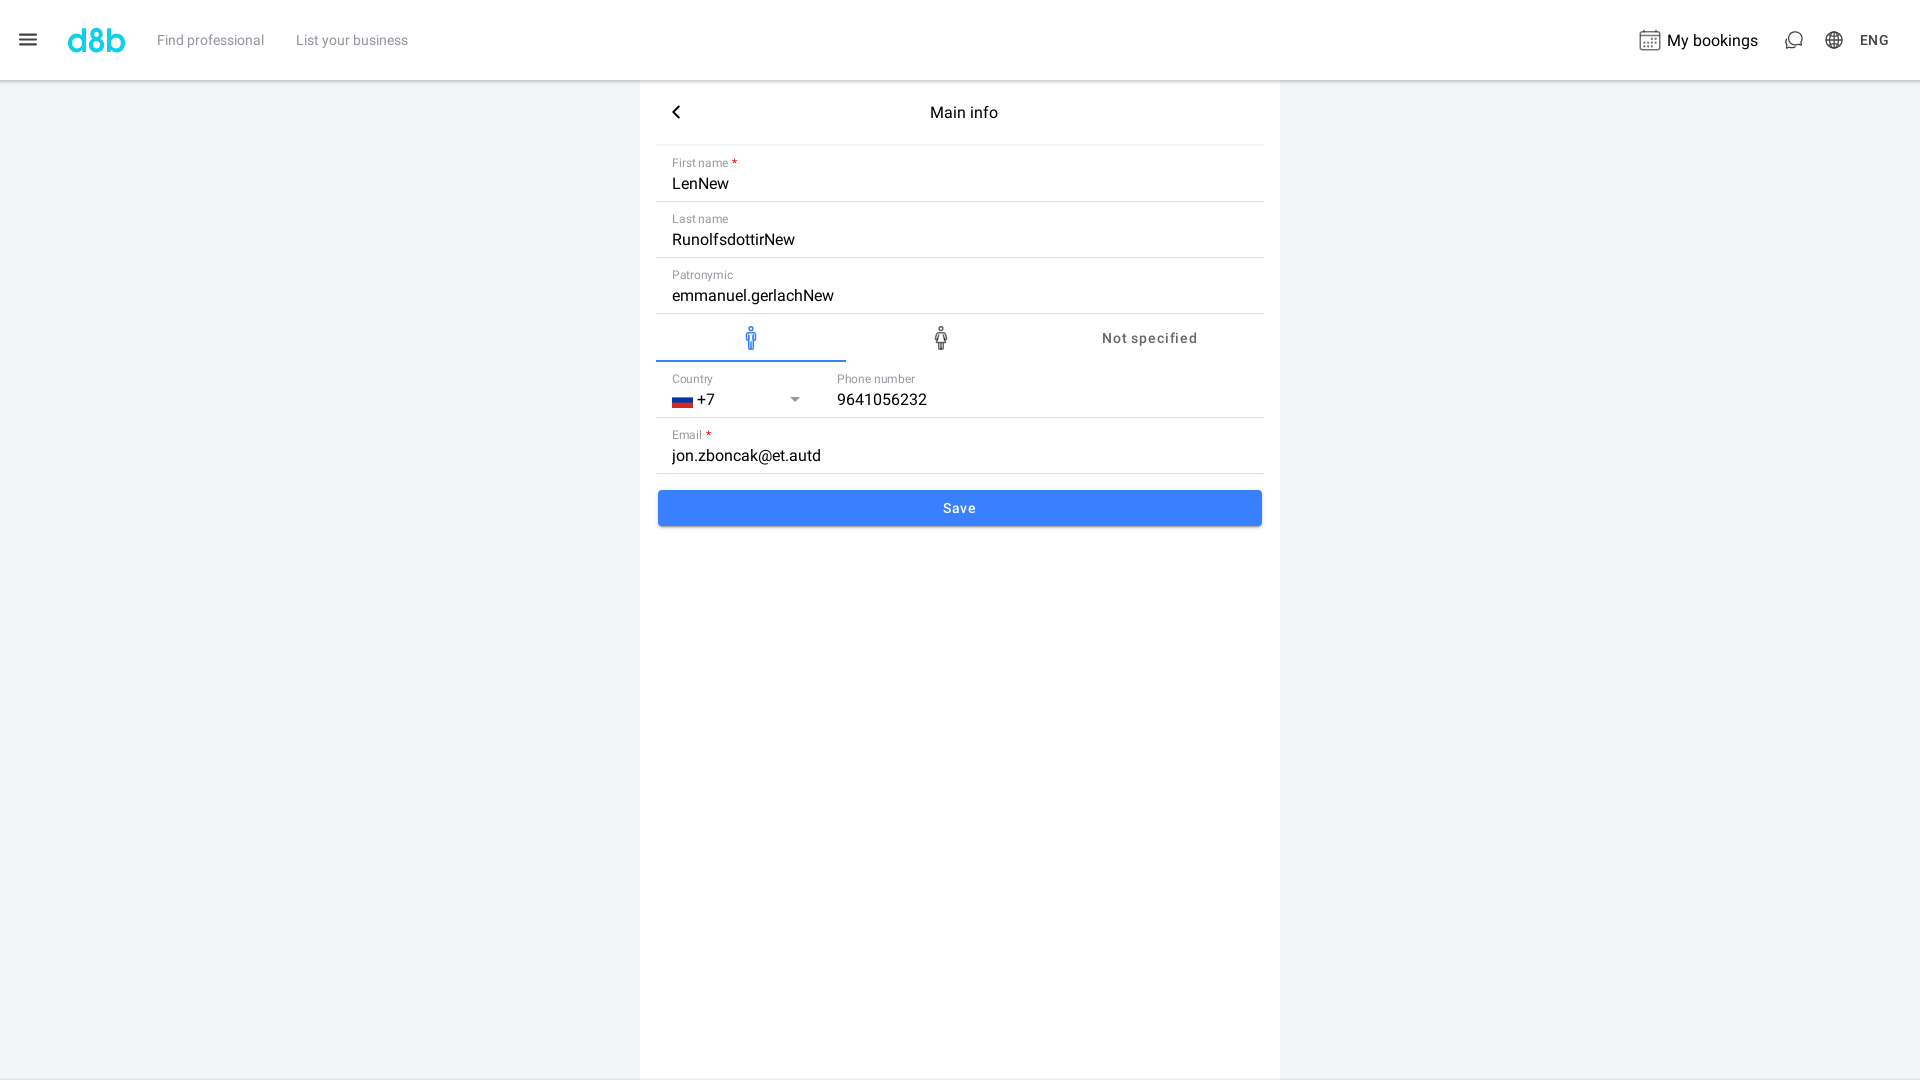 d8b
Find professional
List your business
My bookings
ENG
Main info
First name *
LenNew
Last name
RunolfsdottirNew
Patronymic
emmanuel.gerlachNew
Not specified
Country
+7
Phone number
9641056232
Email *
jon.zboncak@et.autd
Save